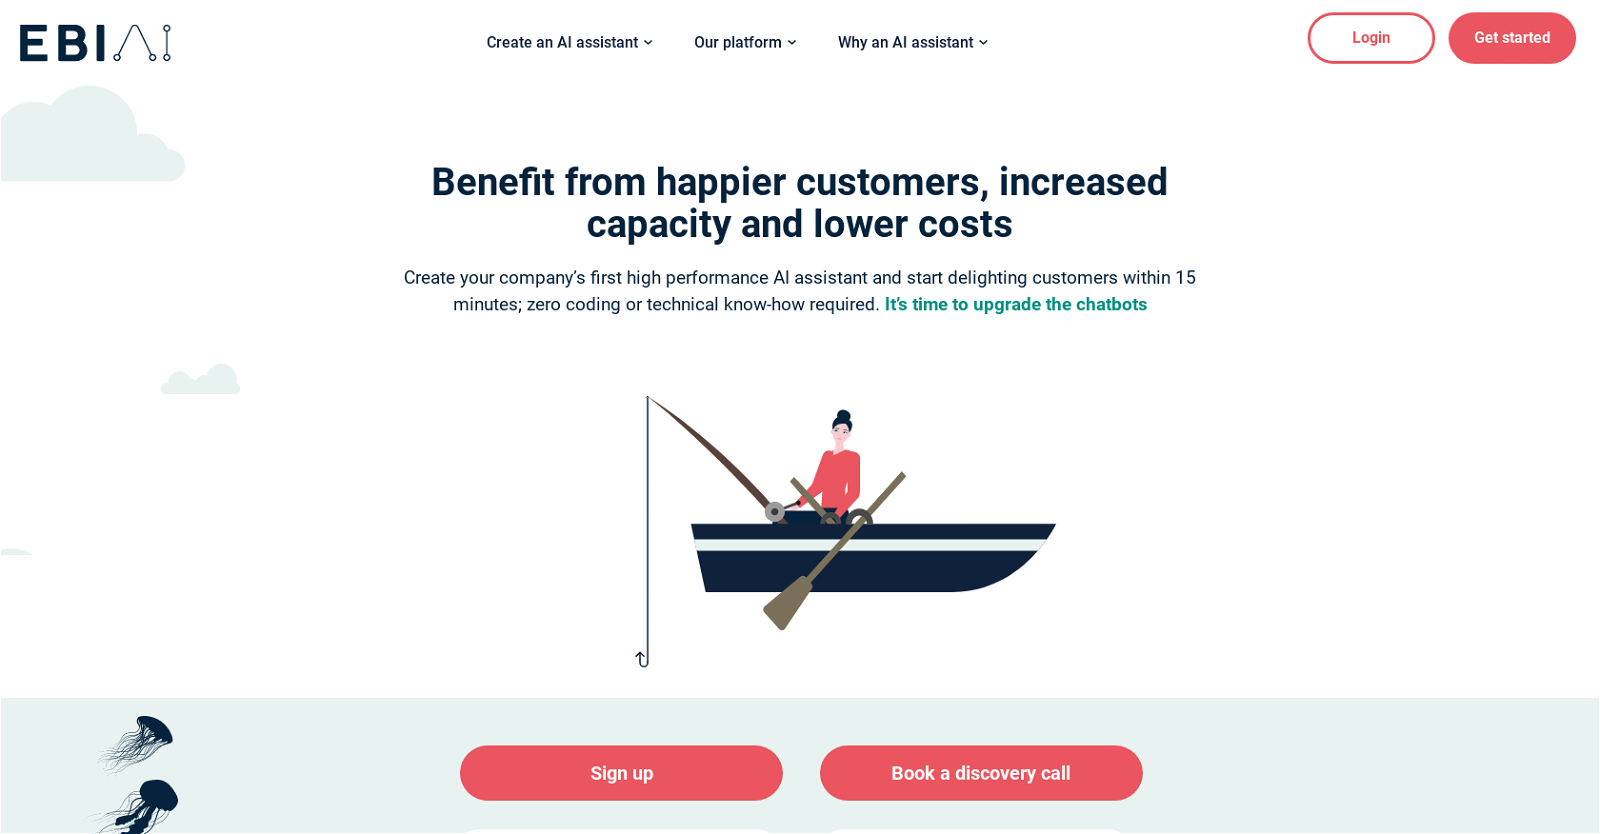 EBI AI
Create an AI assistant
Our platform
Why an AI assistant
Login
Get started
Benefit from happier customers, increased
capacity and lower costs
Create your company’s first high performance AI assistant and start delighting customers within 15
minutes; zero coding or technical know-how required. It’s time to upgrade the chatbots
Sign up
Book a discovery call